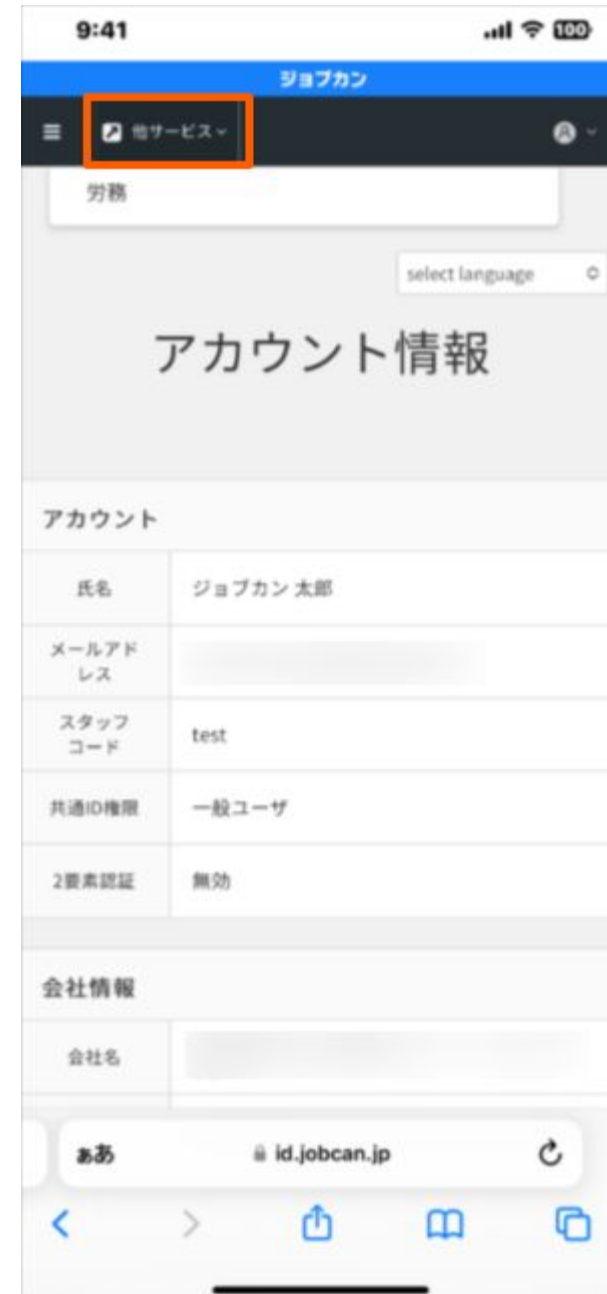 9:41
100
ジョブカン
他サービス
労務
select language
アカウント情報
アカウント
氏名
ジョブカン 太郎
メールアド
レス
スタッフ
コード
test
共通ID権限
一般ユーザ
2要素認証
無効
会社情報
会社名
ぁあ
id.jobcan.jp